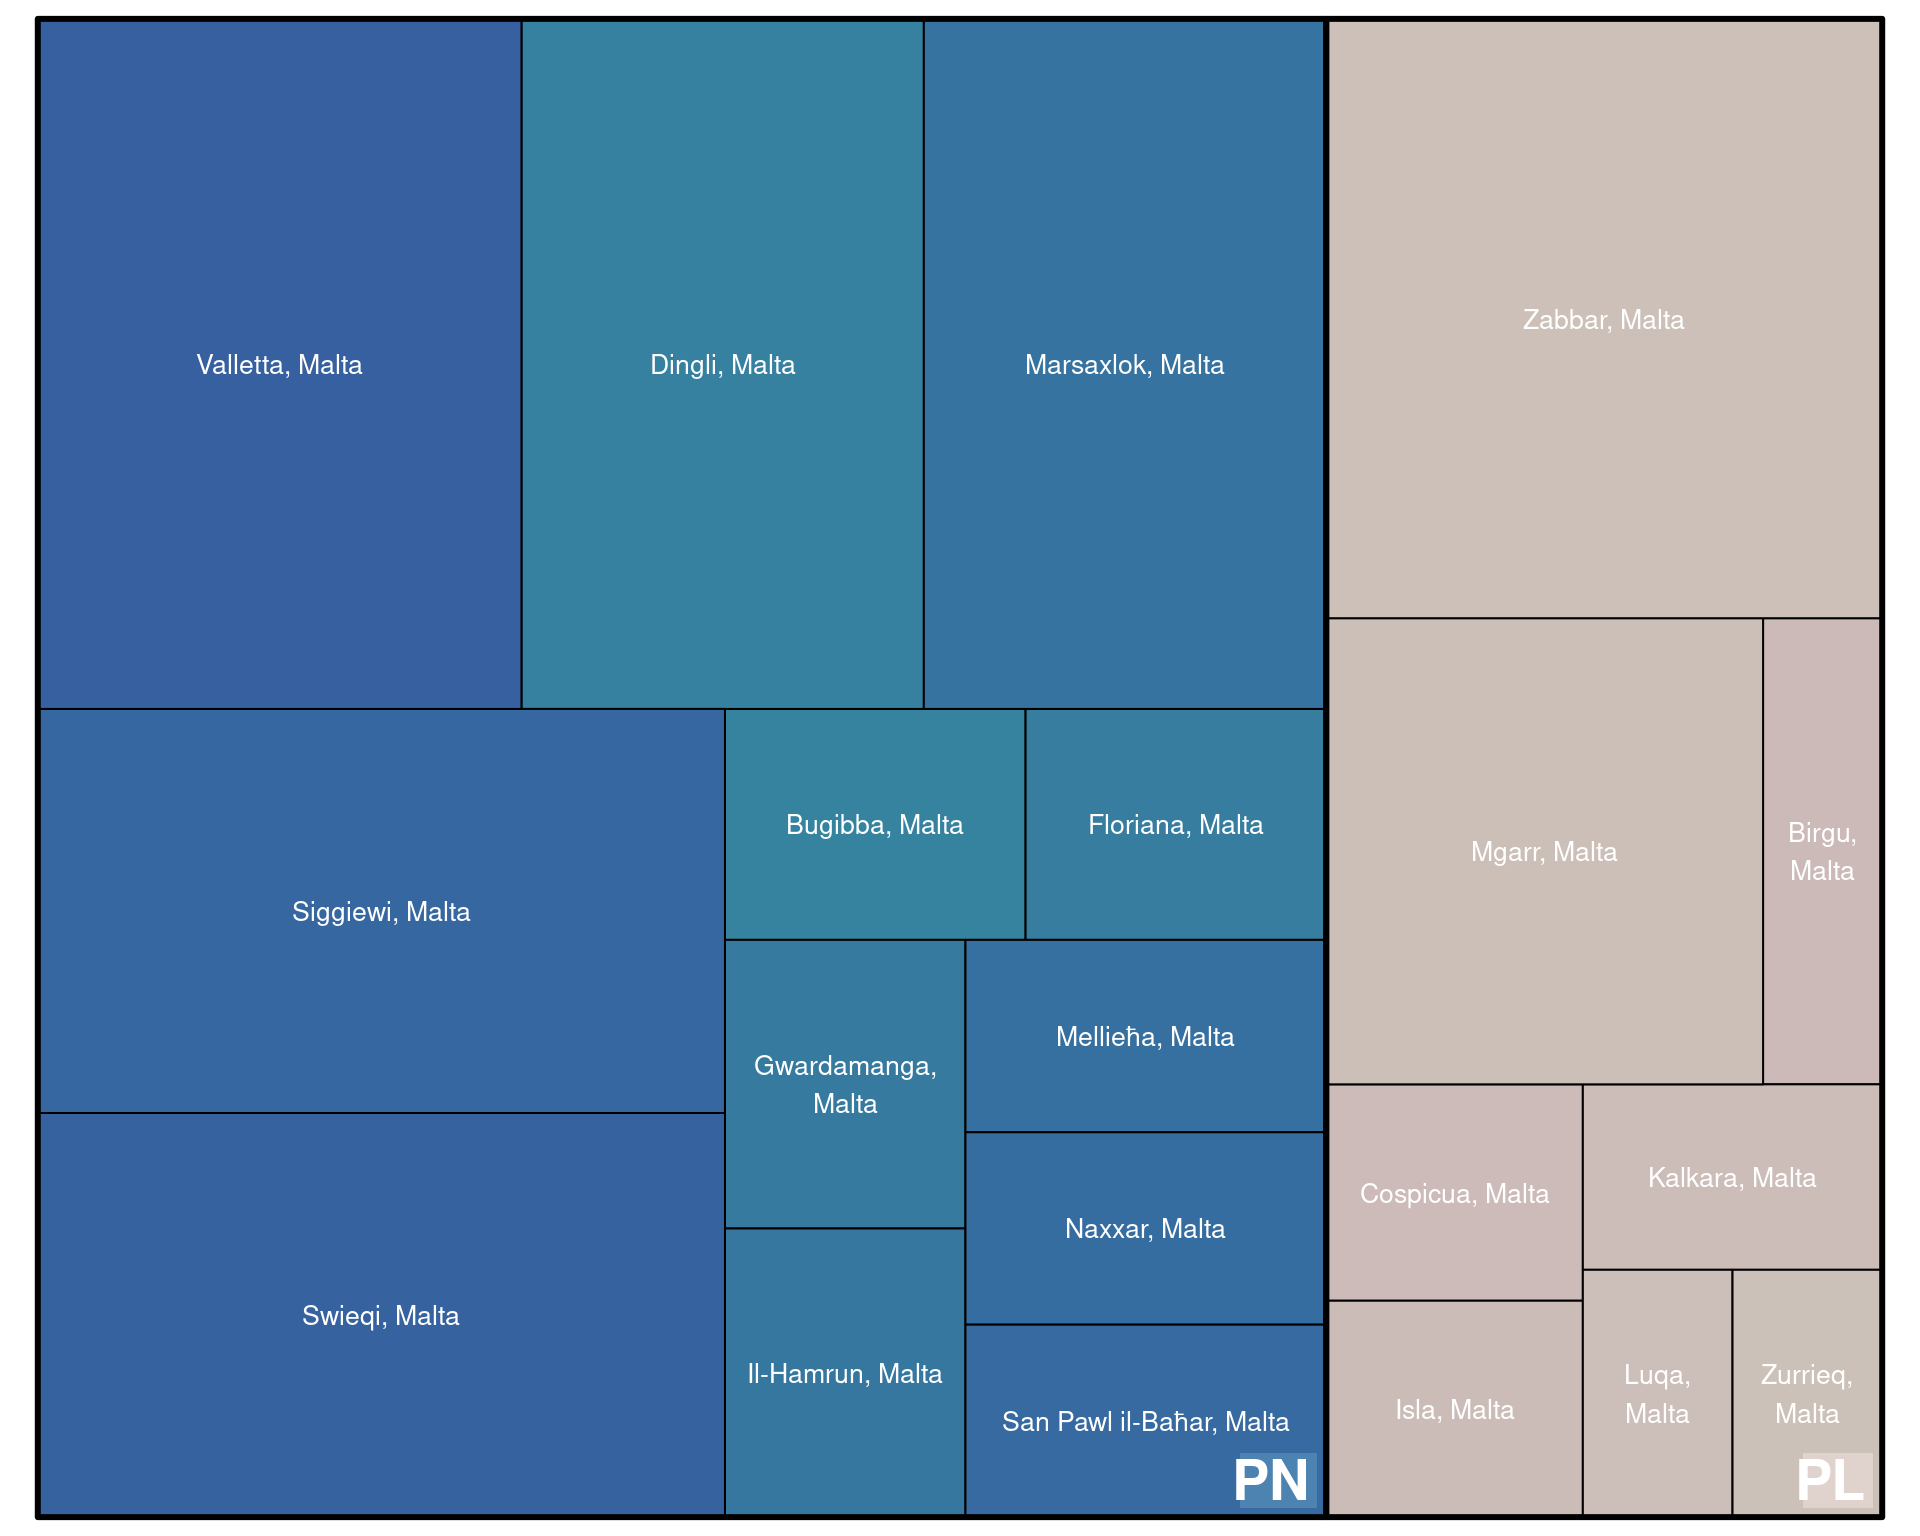 Valletta, Malta
Dingli, Malta
Marsaxlok, Malta
Zabbar, Malta
Siggiewi, Malta
Bugibba, Malta
Floriana, Malta
Mgarr, Malta
Birgu,
Malta
Gwardamanga,
Malta
Mellieħa, Malta
Naxxar, Malta
Cospicua, Malta
Kalkara, Malta
Swieqi, Malta
Il-Hamrun, Malta
San Pawl il-Baħar, Malta
Isla, Malta
Luqa,
Malta
Zurrieq,
Malta
PN
PL